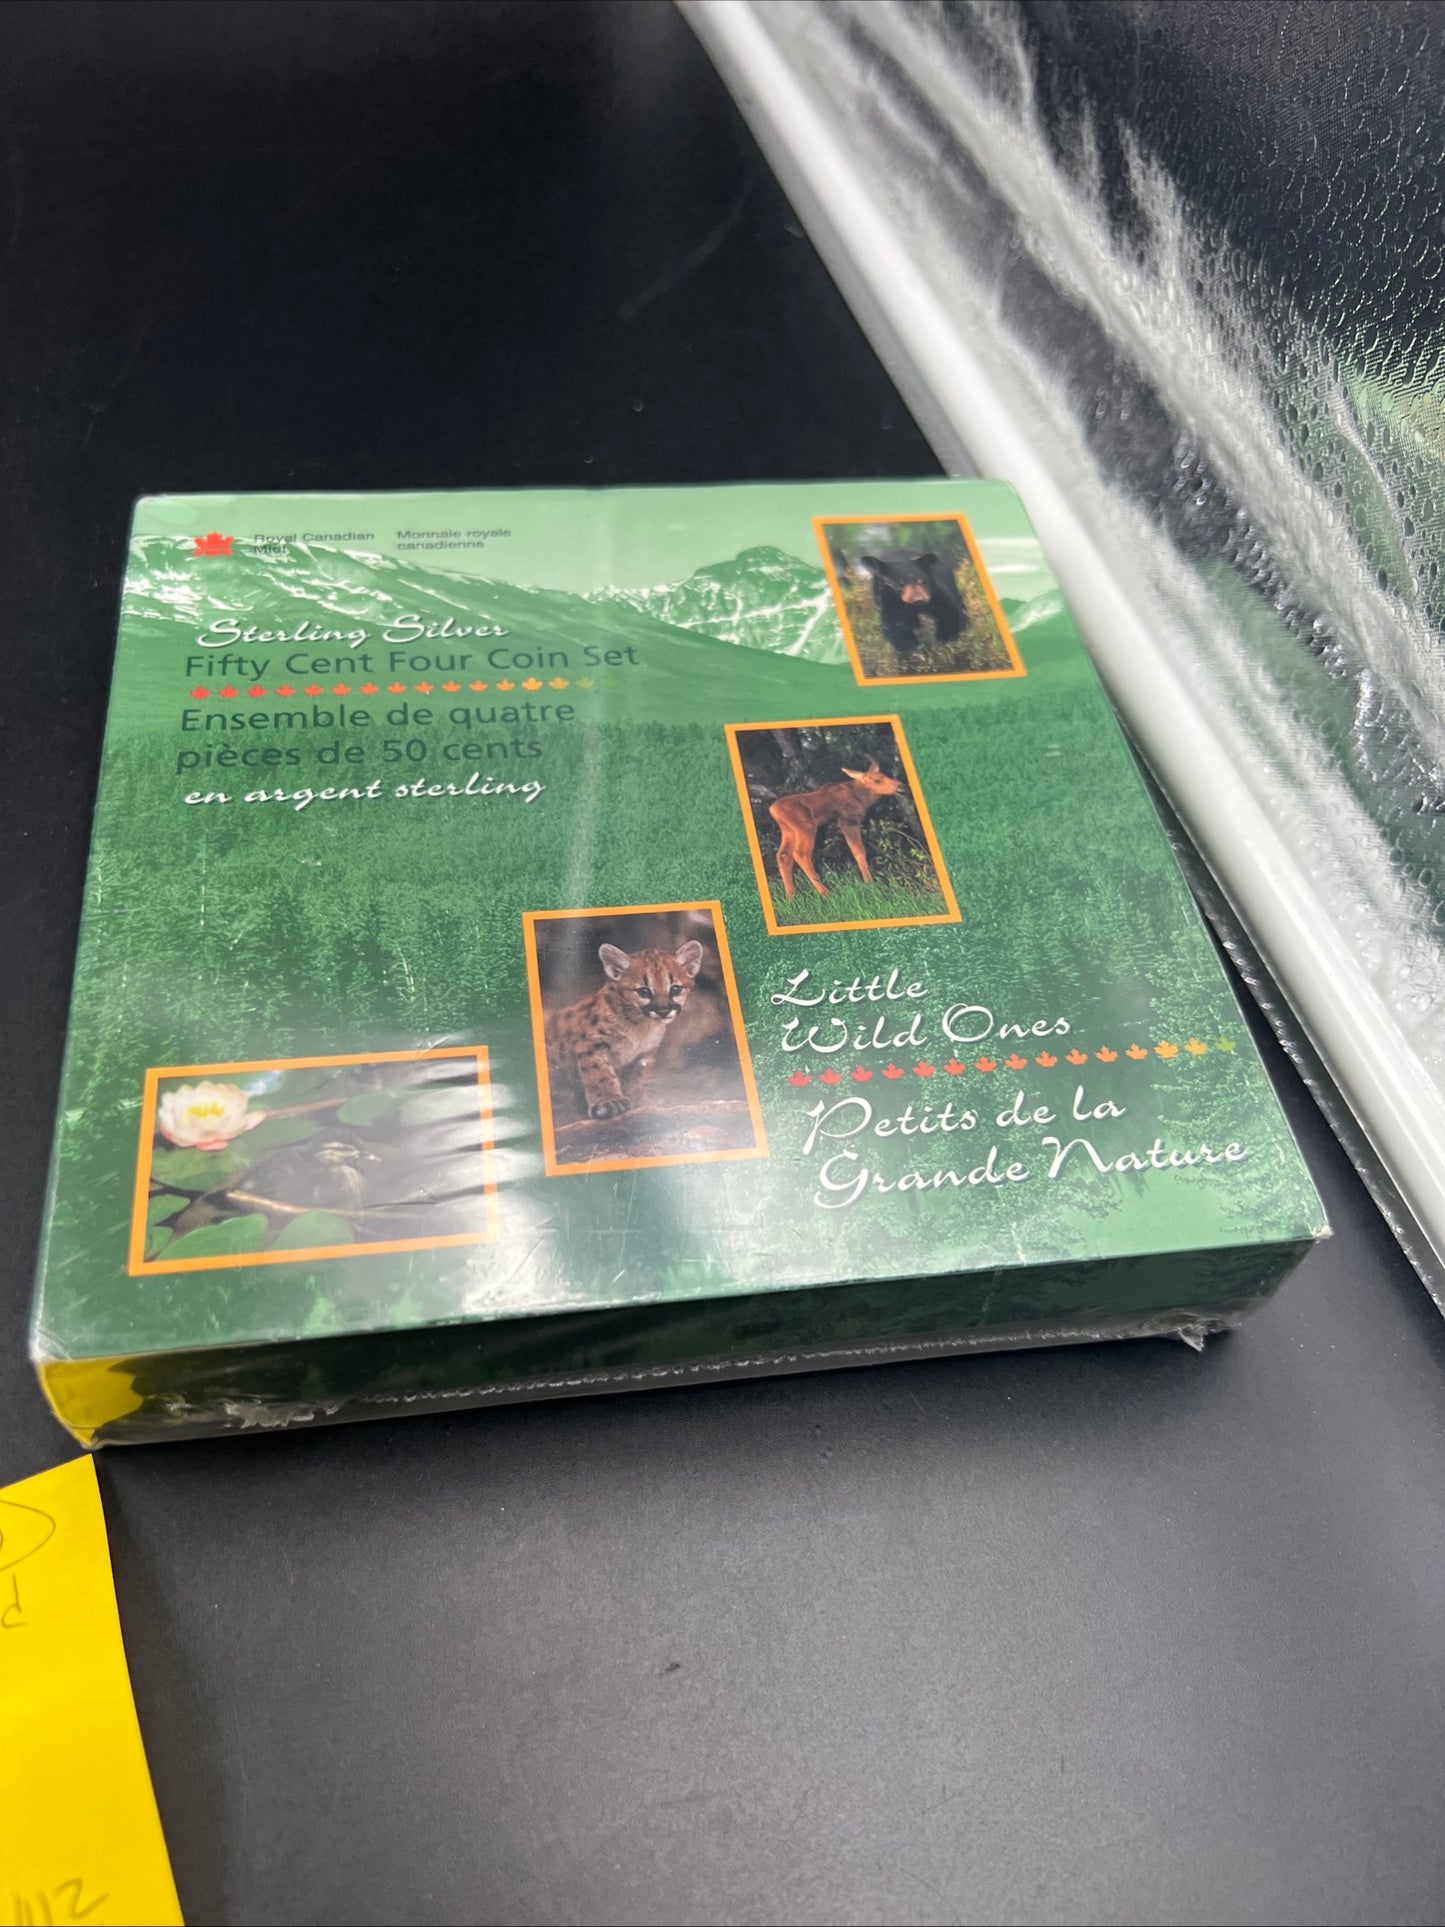 Royal Canadian Mint
Monnaie royale canadienne
Sterling Silver
Fifty Cent Four Coin Set
Ensemble de quatre
pièces de 50 cents
en argent sterling
Little
Wild Ones
Petits de la
Grande Nature